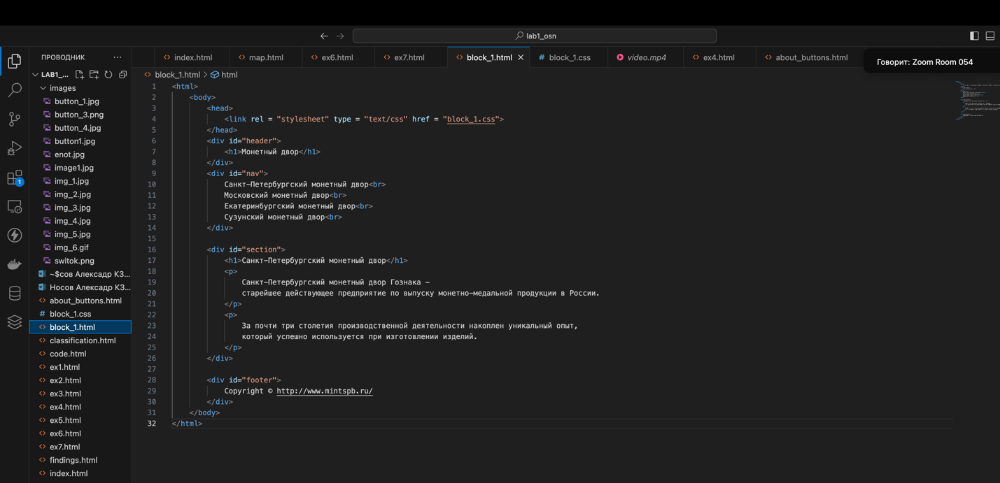 lab1_osn
ПРОВОДНИК
index.html
map.html
ex6.html
ex7.html
block_1.html
block_1.css
video.mp4
ex4.html
about_buttons.html
Говорит: Zoom Room 054
LAB1_...
block_1.html > html
images
button_1.jpg
button_3.png
button_4.jpg
button1.jpg
enot.jpg
image1.jpg
img_1.jpg
img_2.jpg
img_3.jpg
img_4.jpg
img_5.jpg
img_6.gif
switok.png
~$сов Алексадр КЗ...
Носов Алексадр КЗ...
about_buttons.html
block_1.css
block_1.html
classification.html
code.html
ex1.html
ex2.html
ex3.html
ex4.html
ex5.html
ex6.html
ex7.html
findings.html
index.html
1
1 <html>
2 <body>
3 <head>
4 <link rel = "stylesheet" type = "text/css" href = "block_1.css">
5 </head>
6 <div id="header">
7 <h1>Монетный двор</h1>
8 </div>
9 <div id="nav">
10 Санкт-Петербургский монетный двор<br>
11 Московский монетный двор<br>
12 Екатеринбургский монетный двор<br>
13 Сузунский монетный двор<br>
14 </div>
15
16 <div id="section">
17 <h1>Санкт-Петербургский монетный двор</h1>
18 <p>
19 Санкт-Петербургский монетный двор Гознака –
20 старейшее действующее предприятие по выпуску монетно-медальной продукции в России.
21 </p>
22 <p>
23 За почти три столетия производственной деятельности накоплен уникальный опыт,
24 который успешно используется при изготовлении изделий.
25 </p>
26 </div>
27
28 <div id="footer">
29 Copyright © http://www.mintspb.ru/
30 </div>
31 </body>
32 </html>